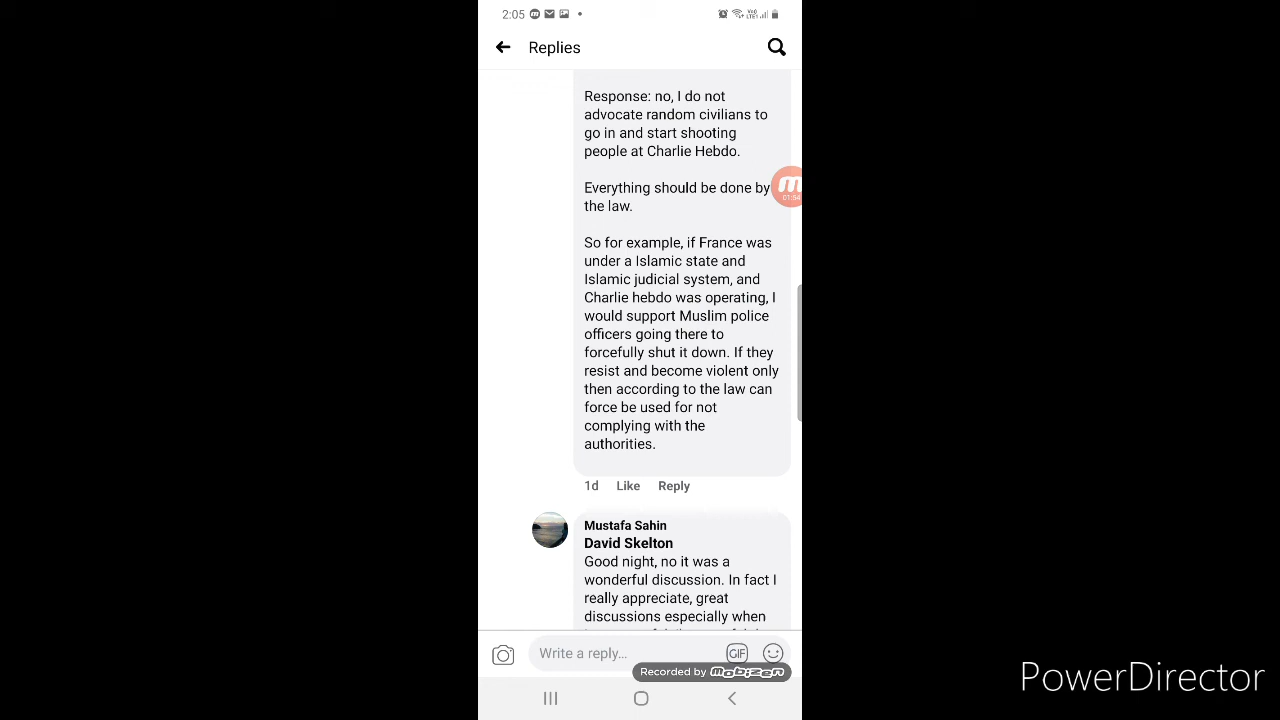 2:05
Replies
Response: no, I do not
advocate random civilians to
go in and start shooting
people at Charlie Hebdo.
Everything should be done by
the law.
So for example, if France was
under a Islamic state and
Islamic judicial system, and
Charlie hebdo was operating, I
would support Muslim police
officers going there to
forcefully shut it down. If they
resist and become violent only
then according to the law can
force be used for not
complying with the
authorities.
1d Like Reply
Mustafa Sahin
David Skelton
Good night, no it was a
wonderful discussion. In fact I
really appreciate, great
discussions especially when
Write a reply...
GIF
Recorded by mobizen
PowerDirector